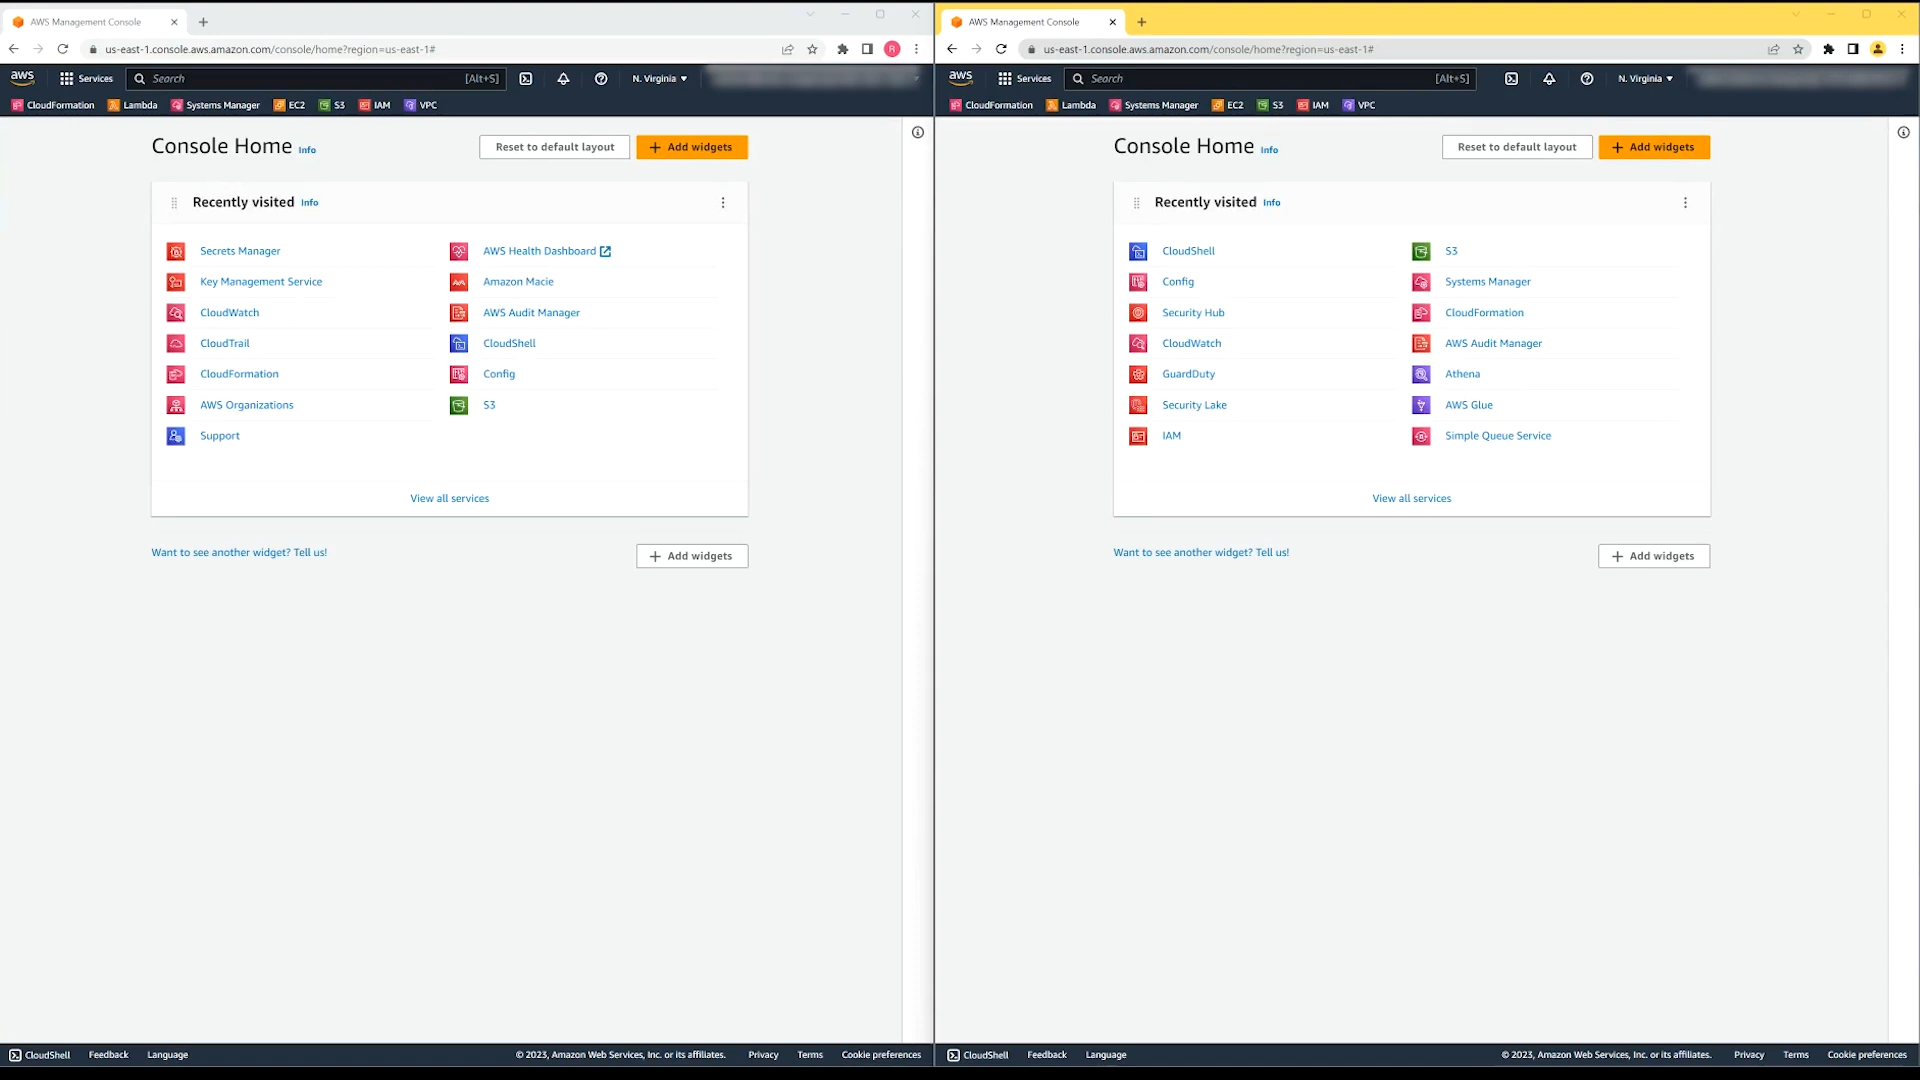 AWS Management Console
us-east-1.console.aws.amazon.com/console/home?region=us-east-1#
aws Services Search [Alt+S] N. Virginia
CloudFormation Lambda Systems Manager EC2 S3 IAM VPC
Console Home Info Reset to default layout Add widgets
Recently visited Info
Secrets Manager AWS Health Dashboard
Key Management Service Amazon Macie
CloudWatch AWS Audit Manager
CloudTrail CloudShell
CloudFormation Config
AWS Organizations S3
Support
View all services
Want to see another widget? Tell us! Add widgets
CloudShell Feedback Language © 2023, Amazon Web Services, Inc. or its affiliates. Privacy Terms Cookie preferences
AWS Management Console
us-east-1.console.aws.amazon.com/console/home?region=us-east-1#
aws Services Search [Alt+S] N. Virginia
CloudFormation Lambda Systems Manager EC2 S3 IAM VPC
Console Home Info Reset to default layout Add widgets
Recently visited Info
CloudShell S3
Config Systems Manager
Security Hub CloudFormation
CloudWatch AWS Audit Manager
GuardDuty Athena
Security Lake AWS Glue
IAM Simple Queue Service
View all services
Want to see another widget? Tell us! Add widgets
CloudShell Feedback Language © 2023, Amazon Web Services, Inc. or its affiliates. Privacy Terms Cookie preferences